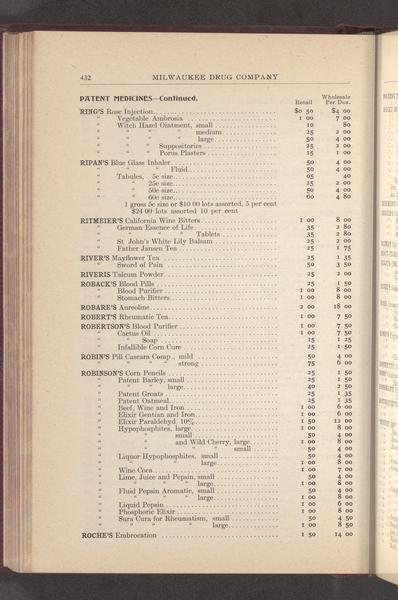 432 MILWAUKEE DRUG COMPANY
PATENT MEDICINES—Continued. Retail Wholesale Per Doz.
RING'S Rose Injection $0 50 $4 00
" Vegetable Ambrosia 1 00 7 00
" Witch Hazel Ointment, small 10 80
" " " " medium 25 2 00
" " " " large 50 4 00
" " " Suppositories 25 2 00
" " " Porus Plasters 15 1 00
RIPAN'S Blue Glass Inhaler 50 4 00
" " " Fluid 50 4 00
" Tabules, 5c size 05 40
" " 25c size 25 2 00
" " 50c size 50 4 00
" " 60c size 60 4 80
1 gross 5c size or $10 00 lots assorted, 5 per cent
$24 00 lots assorted 10 per cent
RITMEIER'S California Wine Bitters 1 00 8 00
" German Essence of Life 35 2 80
" " " " Tablets 35 2 80
" St John's White Lily Balsam 25 2 00
" Father Jansen Tea 25 1 75
RIVER'S Mayflower Tea 25 1 35
" Sword of Pain 50 3 50
RIVERIS Talcum Powder 25 2 00
ROBACK'S Blood Pills 25 1 50
" Blood Purifier 1 00 8 00
" Stomach Bitters 1 00 8 00
ROBARE'S Aureoline 2 00 18 00
ROBERT'S Rheumatic Tea 1 00 7 50
ROBERTSON'S Blood Purifier 1 00 7 50
" Cactus Oil 1 00 7 50
" " Soap 15 1 25
" Infallible Corn Cure 25 1 50
ROBIN'S Pill Cascara Comp, mild 50 4 00
" " " " strong 75 6 00
ROBINSON'S Corn Pencils 25 1 50
" Patent Barley, small 25 1 50
" " " large 40 2 50
" Patent Groats 25 1 35
" Patent Oatmeal 25 1 35
" Beef, Wine and Iron 1 00 6 00
" Elixir Gentian and Iron 1 00 6 00
" Elixir Paraldehyd 10% 1 50 12 00
" Hypophosphites, large 1 00 8 00
" " small 50 4 00
" " and Wild Cherry, large 1 00 8 00
" " " " small 50 4 00
" Liquor Hypophosphites, small 50 4 00
" " " large 1 00 8 00
" Wine Coca 1 00 7 00
" Lime, Juice and Pepsin, small 50 4 00
" " " " large 1 00 8 00
" Fluid Pepsin Aromatic, small 50 4 00
" " " " large 1 00 8 00
" Liquid Pepsin 1 00 6 00
" Phosphoric Elixir 1 00 8 00
" Sura Cura for Rheumatism, small 50 4 50
" " " " " large 1 00 8 50
ROCHE'S Embrocation 1 50 14 00